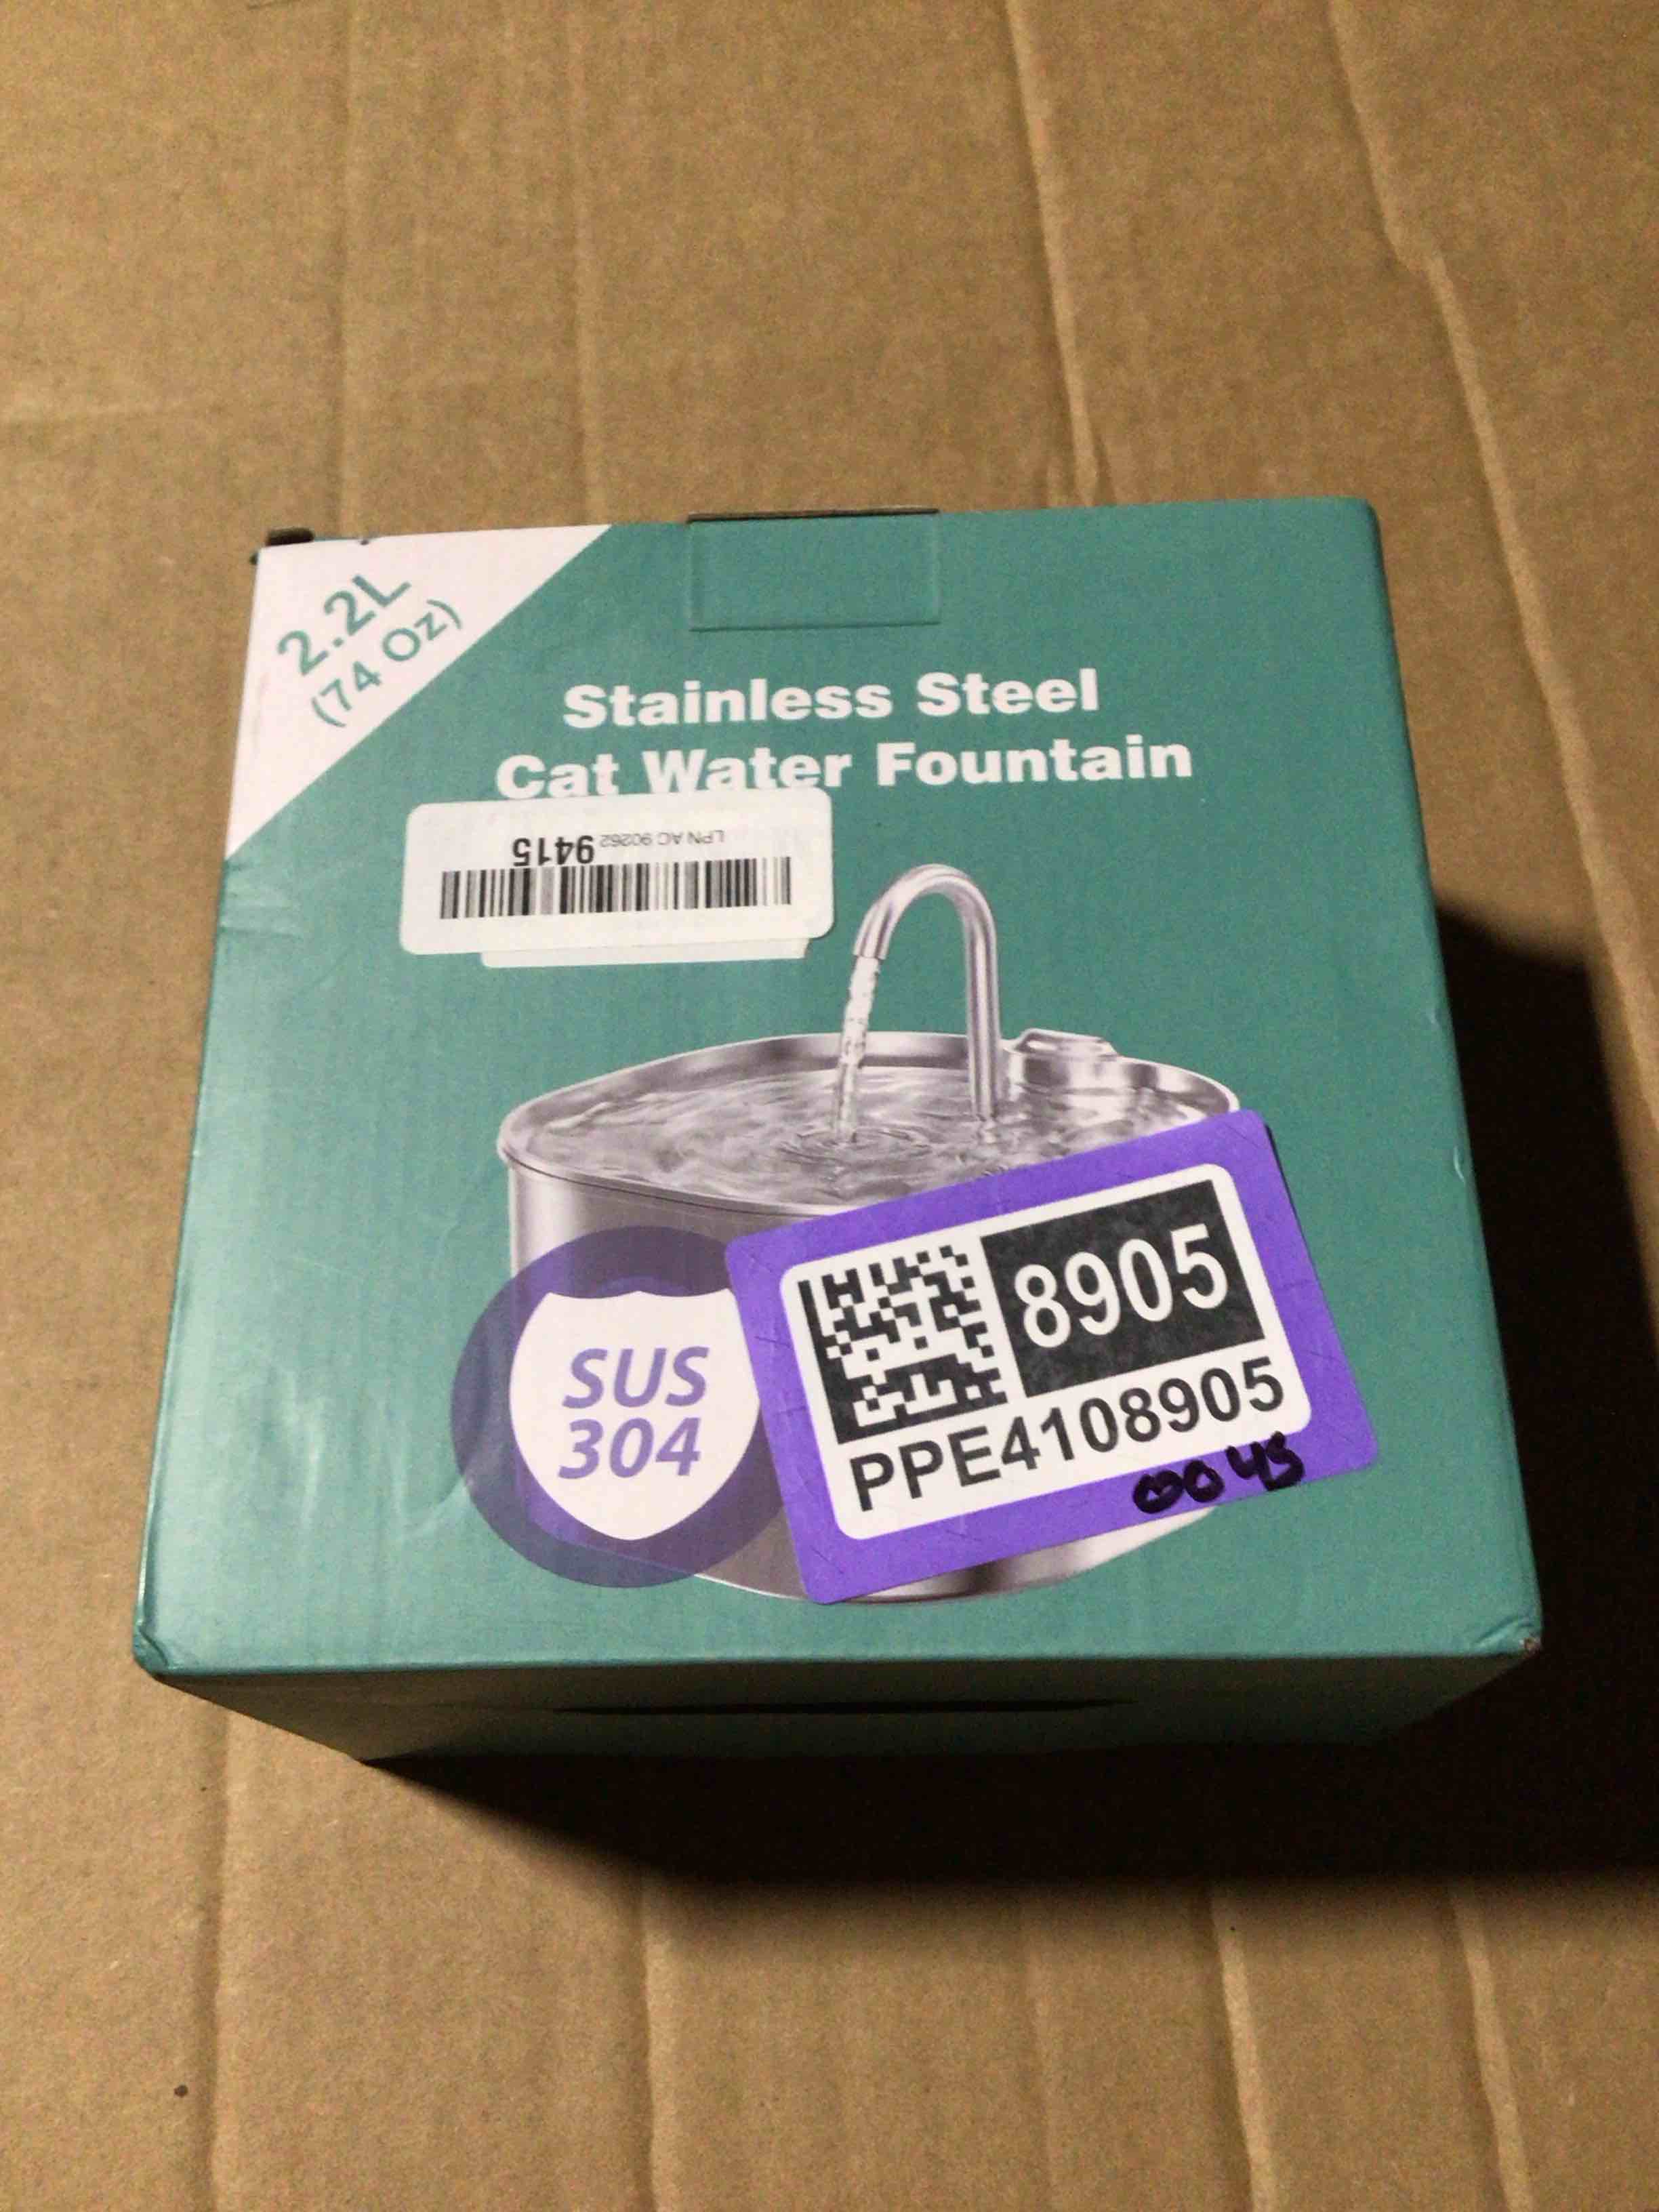 2.2L
(74 Oz)
Stainless Steel
Cat Water Fountain
LPN AC 90262 9415
SUS
304
8905
PPE4108905
0045